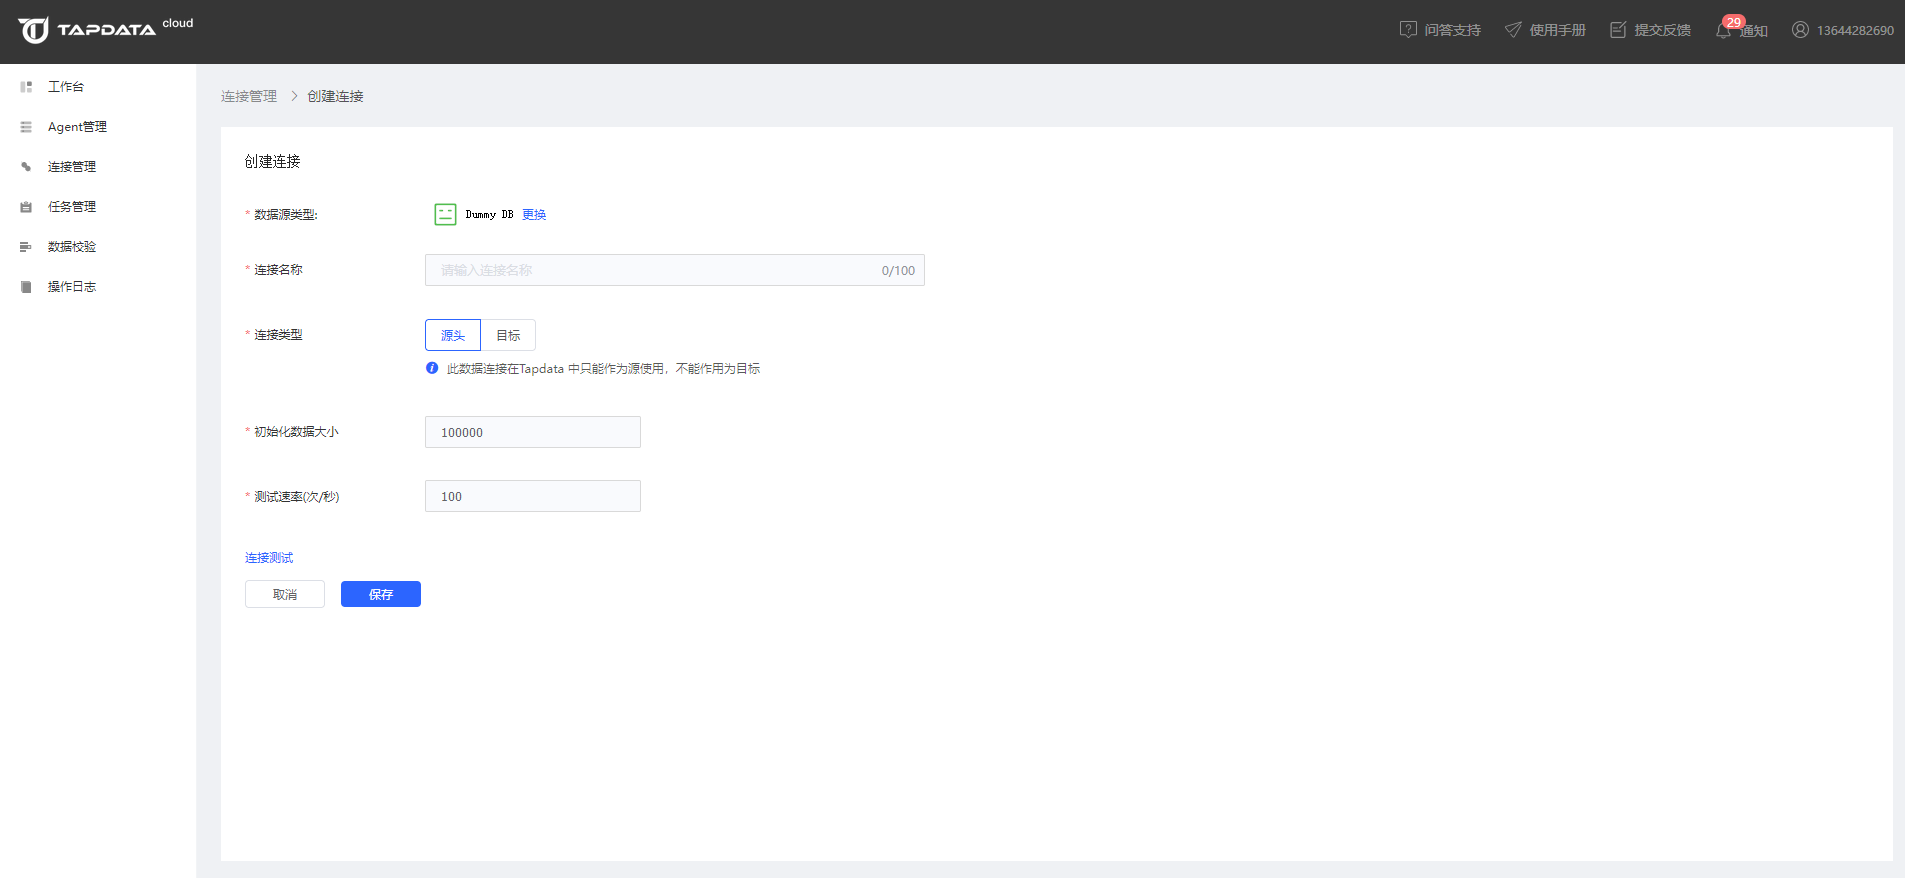 TAPDATA cloud
问答支持
使用手册
提交反馈
29
通知
13644282690
工作台
Agent管理
连接管理
任务管理
数据校验
操作日志
连接管理 > 创建连接
创建连接
* 数据源类型: Dummy DB 更换
* 连接名称 请输入连接名称 0/100
* 连接类型 源头 目标
此数据连接在Tapdata 中只能作为源使用，不能作用为目标
* 初始化数据大小 100000
* 测试速率(次/秒) 100
连接测试
取消 保存